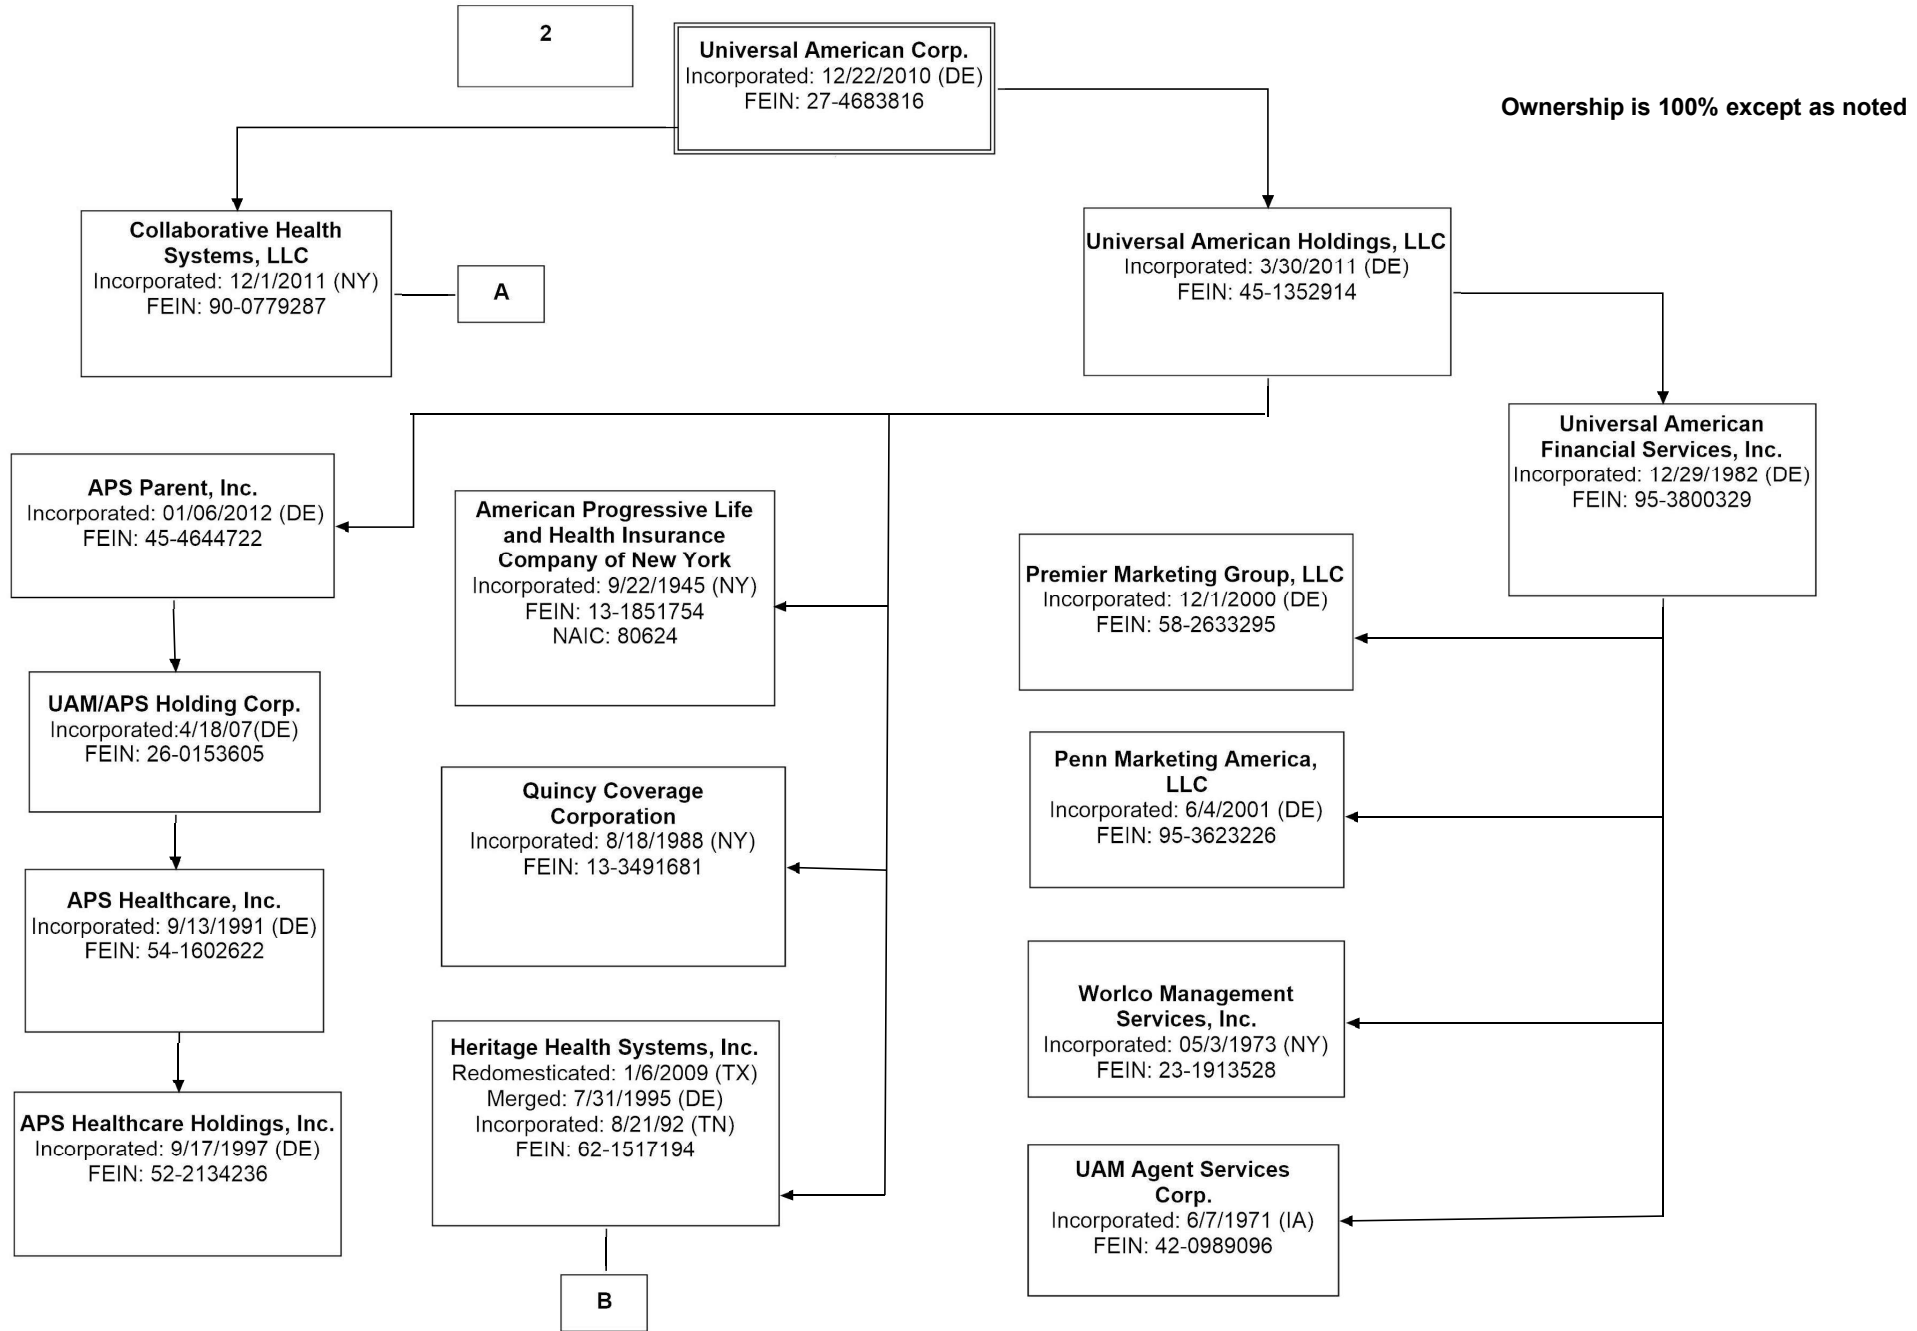 2
Universal American Corp.
Incorporated: 12/22/2010 (DE)
FEIN: 27-4683816
Ownership is 100% except as noted
Collaborative Health
Systems, LLC
Incorporated: 12/1/2011 (NY)
FEIN: 90-0779287
A
Universal American Holdings, LLC
Incorporated: 3/30/2011 (DE)
FEIN: 45-1352914
Universal American
Financial Services, Inc.
Incorporated: 12/29/1982 (DE)
FEIN: 95-3800329
APS Parent, Inc.
Incorporated: 01/06/2012 (DE)
FEIN: 45-4644722
American Progressive Life
and Health Insurance
Company of New York
Incorporated: 9/22/1945 (NY)
FEIN: 13-1851754
NAIC: 80624
Premier Marketing Group, LLC
Incorporated: 12/1/2000 (DE)
FEIN: 58-2633295
UAM/APS Holding Corp.
Incorporated:4/18/07(DE)
FEIN: 26-0153605
Quincy Coverage
Corporation
Incorporated: 8/18/1988 (NY)
FEIN: 13-3491681
Penn Marketing America,
LLC
Incorporated: 6/4/2001 (DE)
FEIN: 95-3623226
APS Healthcare, Inc.
Incorporated: 9/13/1991 (DE)
FEIN: 54-1602622
Worlco Management
Services, Inc.
Incorporated: 05/3/1973 (NY)
FEIN: 23-1913528
Heritage Health Systems, Inc.
Redomesticated: 1/6/2009 (TX)
Merged: 7/31/1995 (DE)
Incorporated: 8/21/92 (TN)
FEIN: 62-1517194
APS Healthcare Holdings, Inc.
Incorporated: 9/17/1997 (DE)
FEIN: 52-2134236
UAM Agent Services
Corp.
Incorporated: 6/7/1971 (IA)
FEIN: 42-0989096
B